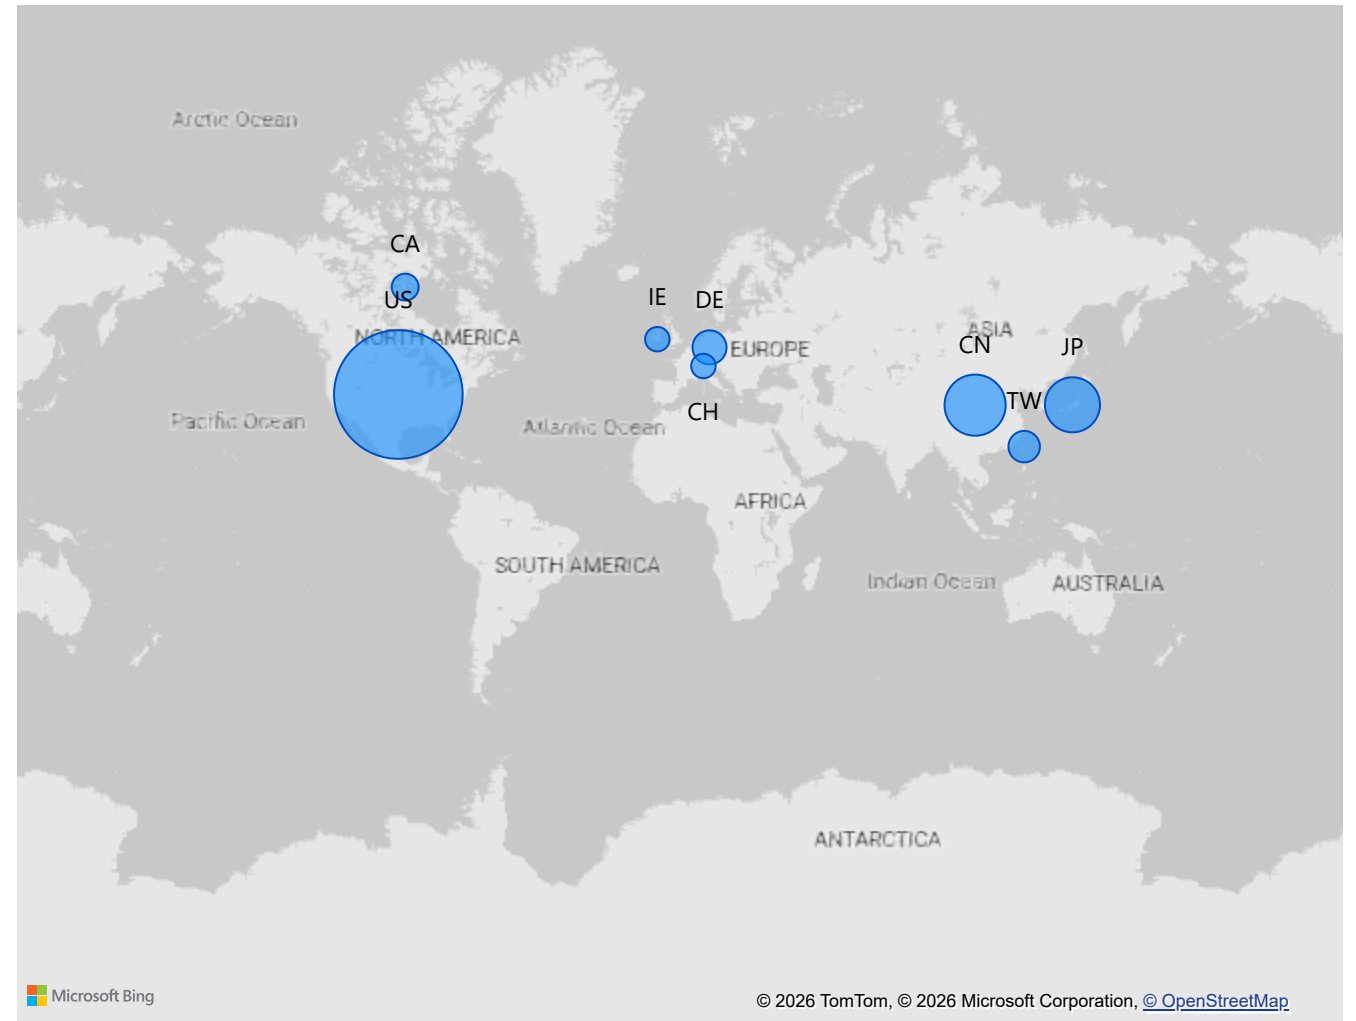 Arctic Ocean
CA
US
NORTH AMERICA
IE
DE
EUROPE
ASIA
CN
JP
TW
CH
Pacific Ocean
Atlantic Ocean
AFRICA
SOUTH AMERICA
Indian Ocean
AUSTRALIA
ANTARCTICA
Microsoft Bing
© 2026 TomTom, © 2026 Microsoft Corporation, © OpenStreetMap